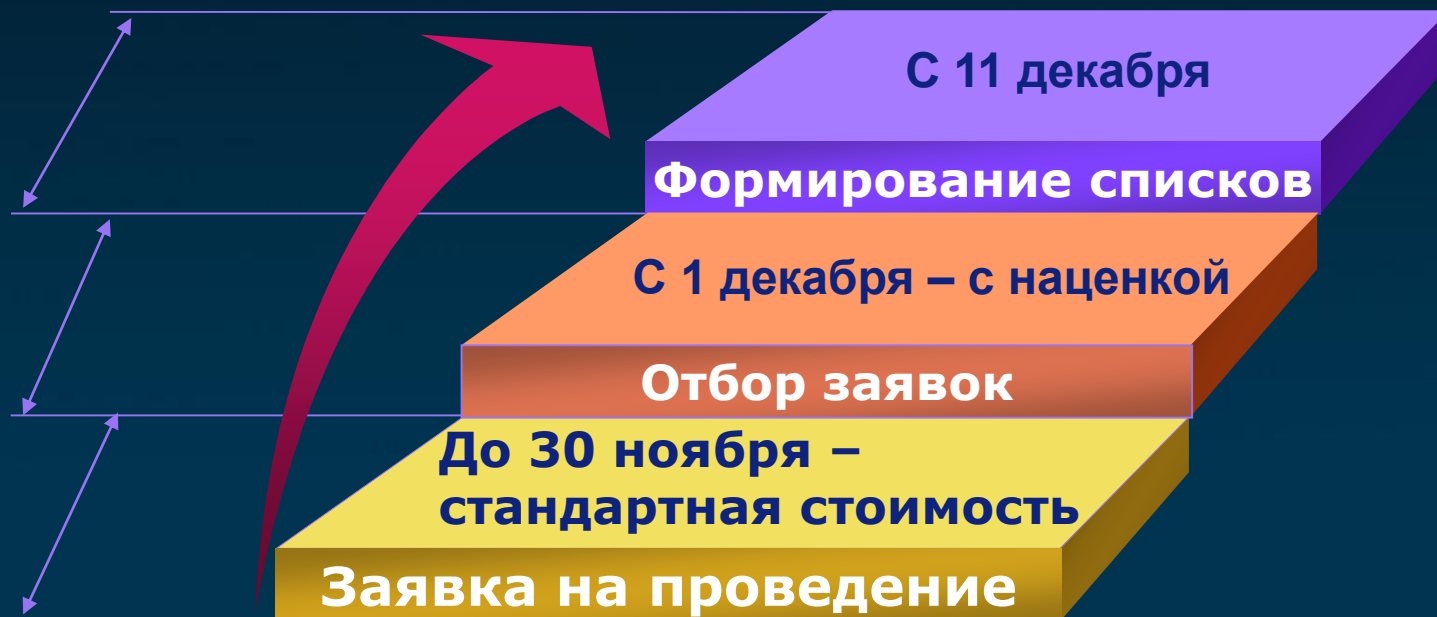 С 11 декабря
Формирование списков
С 1 декабря – с наценкой
Отбор заявок
До 30 ноября –
стандартная стоимость
Заявка на проведение